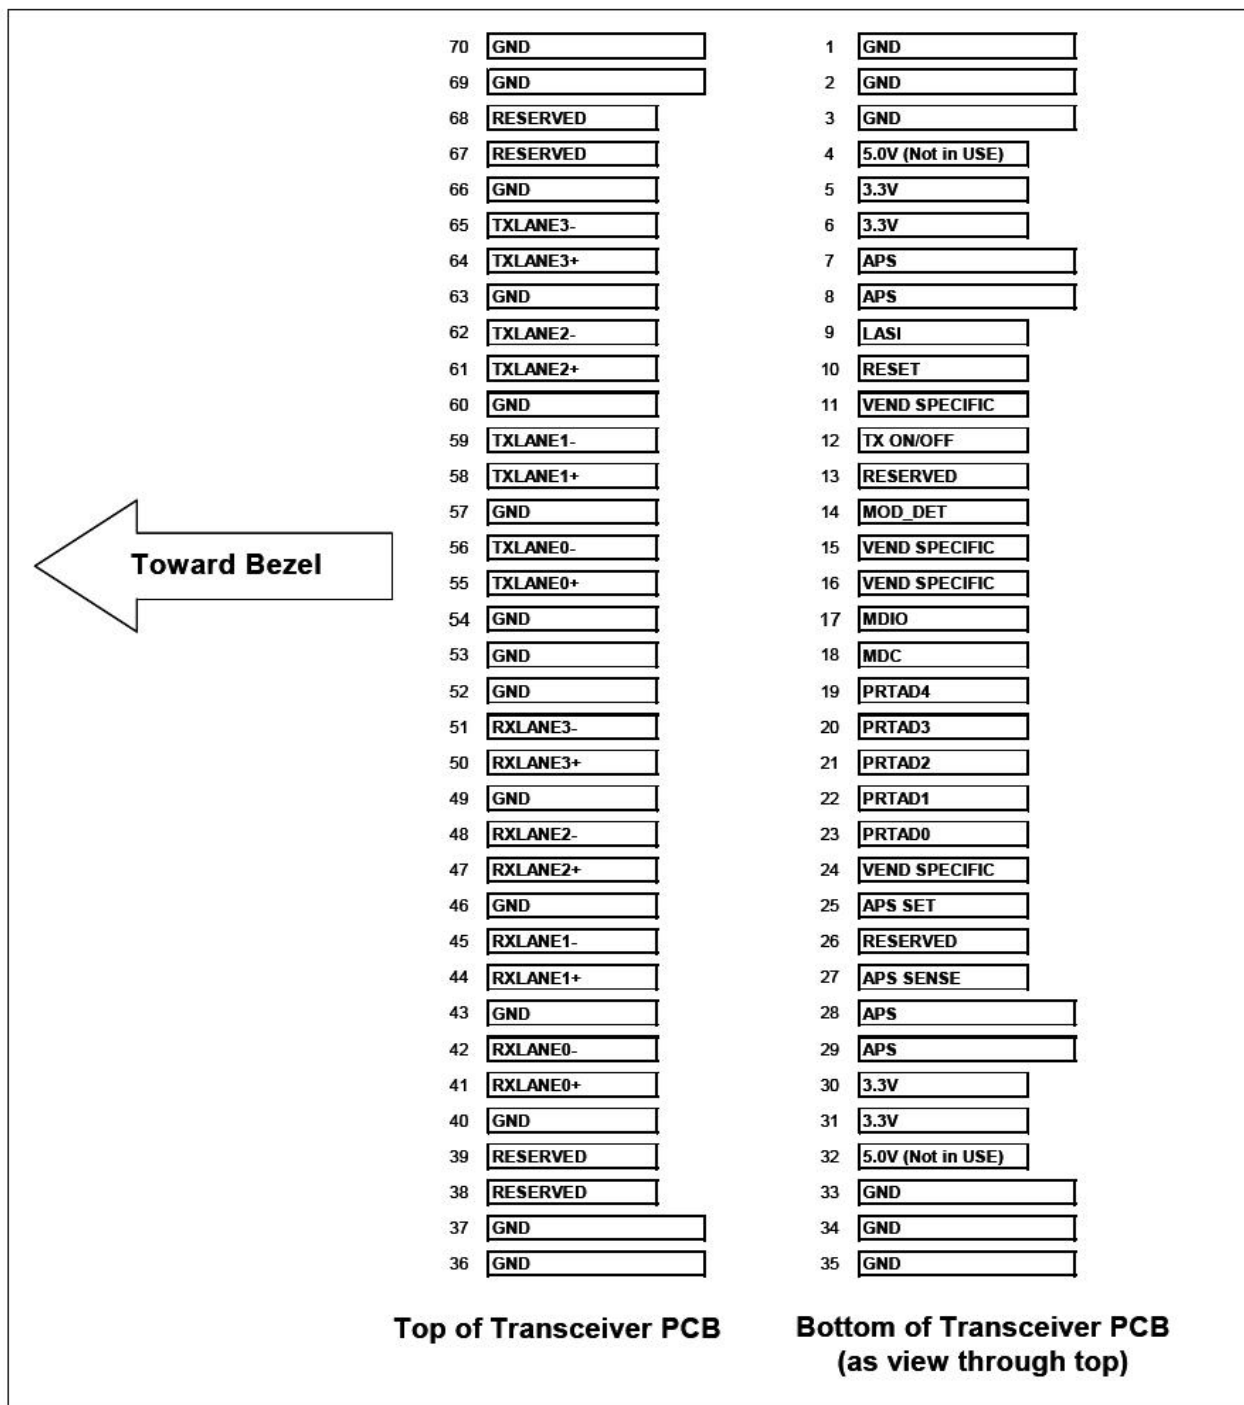 70 GND 1 GND
69 GND 2 GND
68 RESERVED 3 GND
67 RESERVED 4 5.0V (Not in USE)
66 GND 5 3.3V
65 TXLANE3- 6 3.3V
64 TXLANE3+ 7 APS
63 GND 8 APS
62 TXLANE2- 9 LASI
61 TXLANE2+ 10 RESET
60 GND 11 VEND SPECIFIC
59 TXLANE1- 12 TX ON/OFF
58 TXLANE1+ 13 RESERVED
57 GND 14 MOD_DET
56 TXLANE0- 15 VEND SPECIFIC
Toward Bezel
55 TXLANE0+ 16 VEND SPECIFIC
54 GND 17 MDIO
53 GND 18 MDC
52 GND 19 PRTAD4
51 RXLANE3- 20 PRTAD3
50 RXLANE3+ 21 PRTAD2
49 GND 22 PRTAD1
48 RXLANE2- 23 PRTAD0
47 RXLANE2+ 24 VEND SPECIFIC
46 GND 25 APS SET
45 RXLANE1- 26 RESERVED
44 RXLANE1+ 27 APS SENSE
43 GND 28 APS
42 RXLANE0- 29 APS
41 RXLANE0+ 30 3.3V
40 GND 31 3.3V
39 RESERVED 32 5.0V (Not in USE)
38 RESERVED 33 GND
37 GND 34 GND
36 GND 35 GND
Top of Transceiver PCB Bottom of Transceiver PCB
(as view through top)